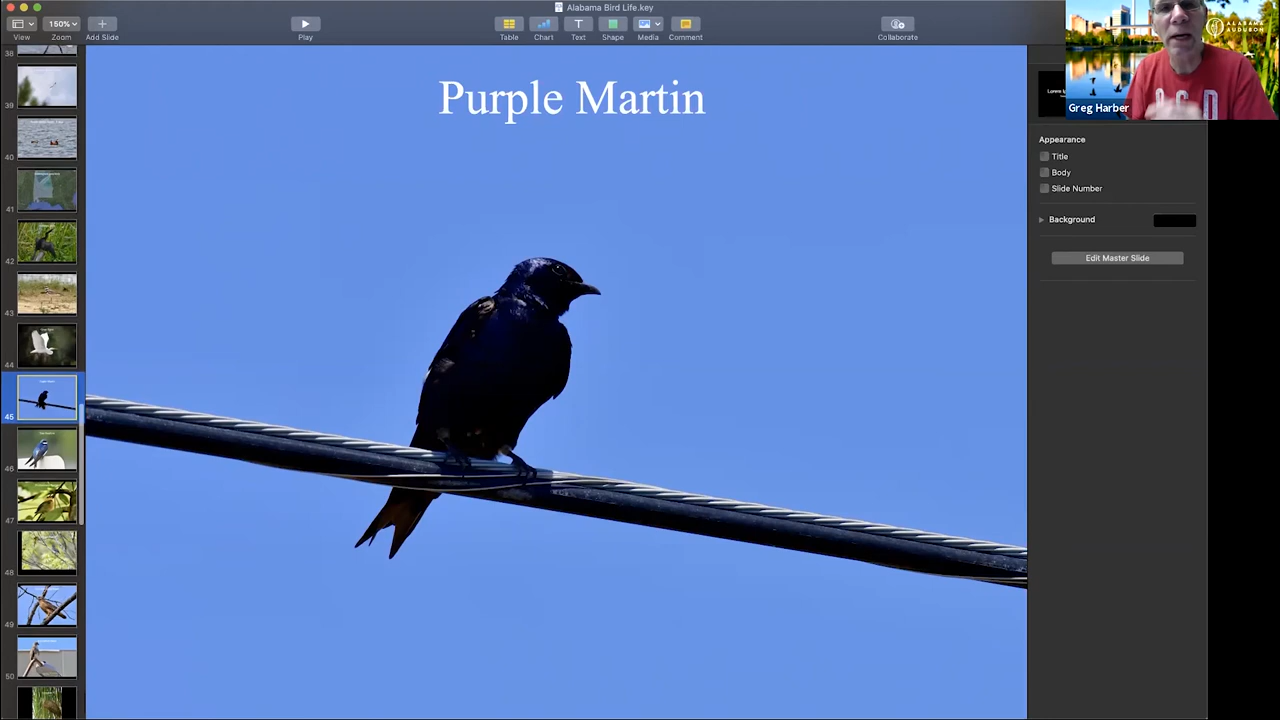 Alabama Bird Life.key
150%
View
Zoom
Add Slide
Play
Table
Chart
Text
Shape
Media
Comment
Collaborate
ALABAMA
AUDUBON
Greg Harber
Purple Martin
Appearance
Title
Body
Slide Number
Background
Edit Master Slide
38
39
40
41
42
43
44
45
46
47
48
49
50